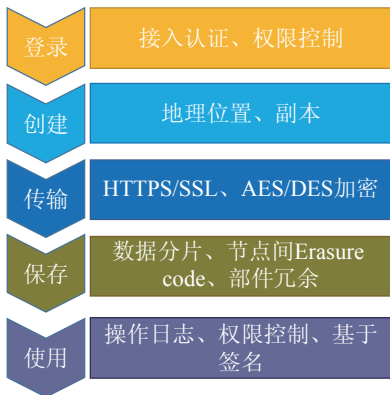 登录
接入认证、权限控制
创建
地理位置、副本
传输
HTTPS/SSL、AES/DES加密
保存
数据分片、节点间Erasure
code、部件冗余
使用
操作日志、权限控制、基于
签名